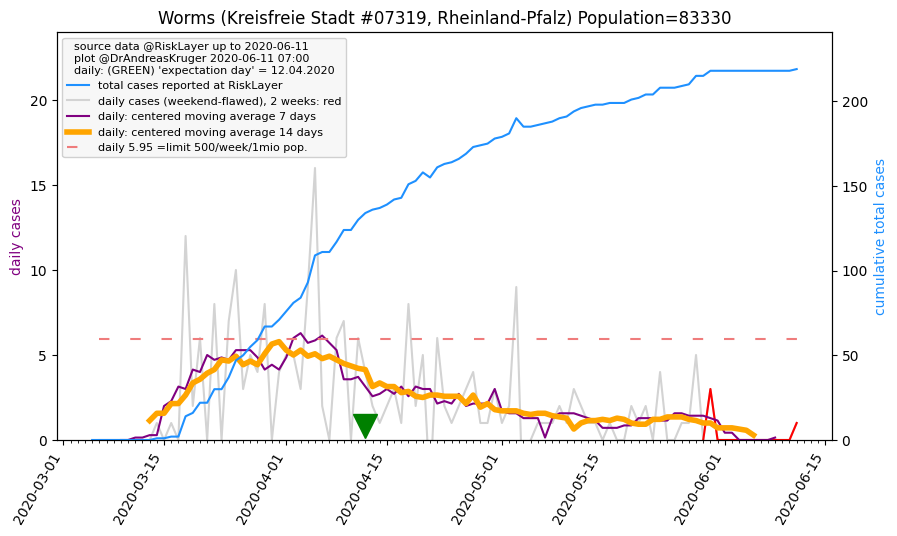 Worms (Kreisfreie Stadt #07319, Rheinland-Pfalz) Population=83330
source data @RiskLayer up to 2020-06-11
plot @DrAndreasKruger 2020-06-11 07:00
daily: (GREEN) 'expectation day' = 12.04.2020
total cases reported at RiskLayer
daily cases (weekend-flawed), 2 weeks: red
daily: centered moving average 7 days
daily: centered moving average 14 days
daily 5.95 =limit 500/week/1mio pop.
daily cases
20
15
10
5
0
cumulative total cases
200
150
100
50
0
2020-03-01
2020-03-15
2020-04-01
2020-04-15
2020-05-01
2020-05-15
2020-06-01
2020-06-15